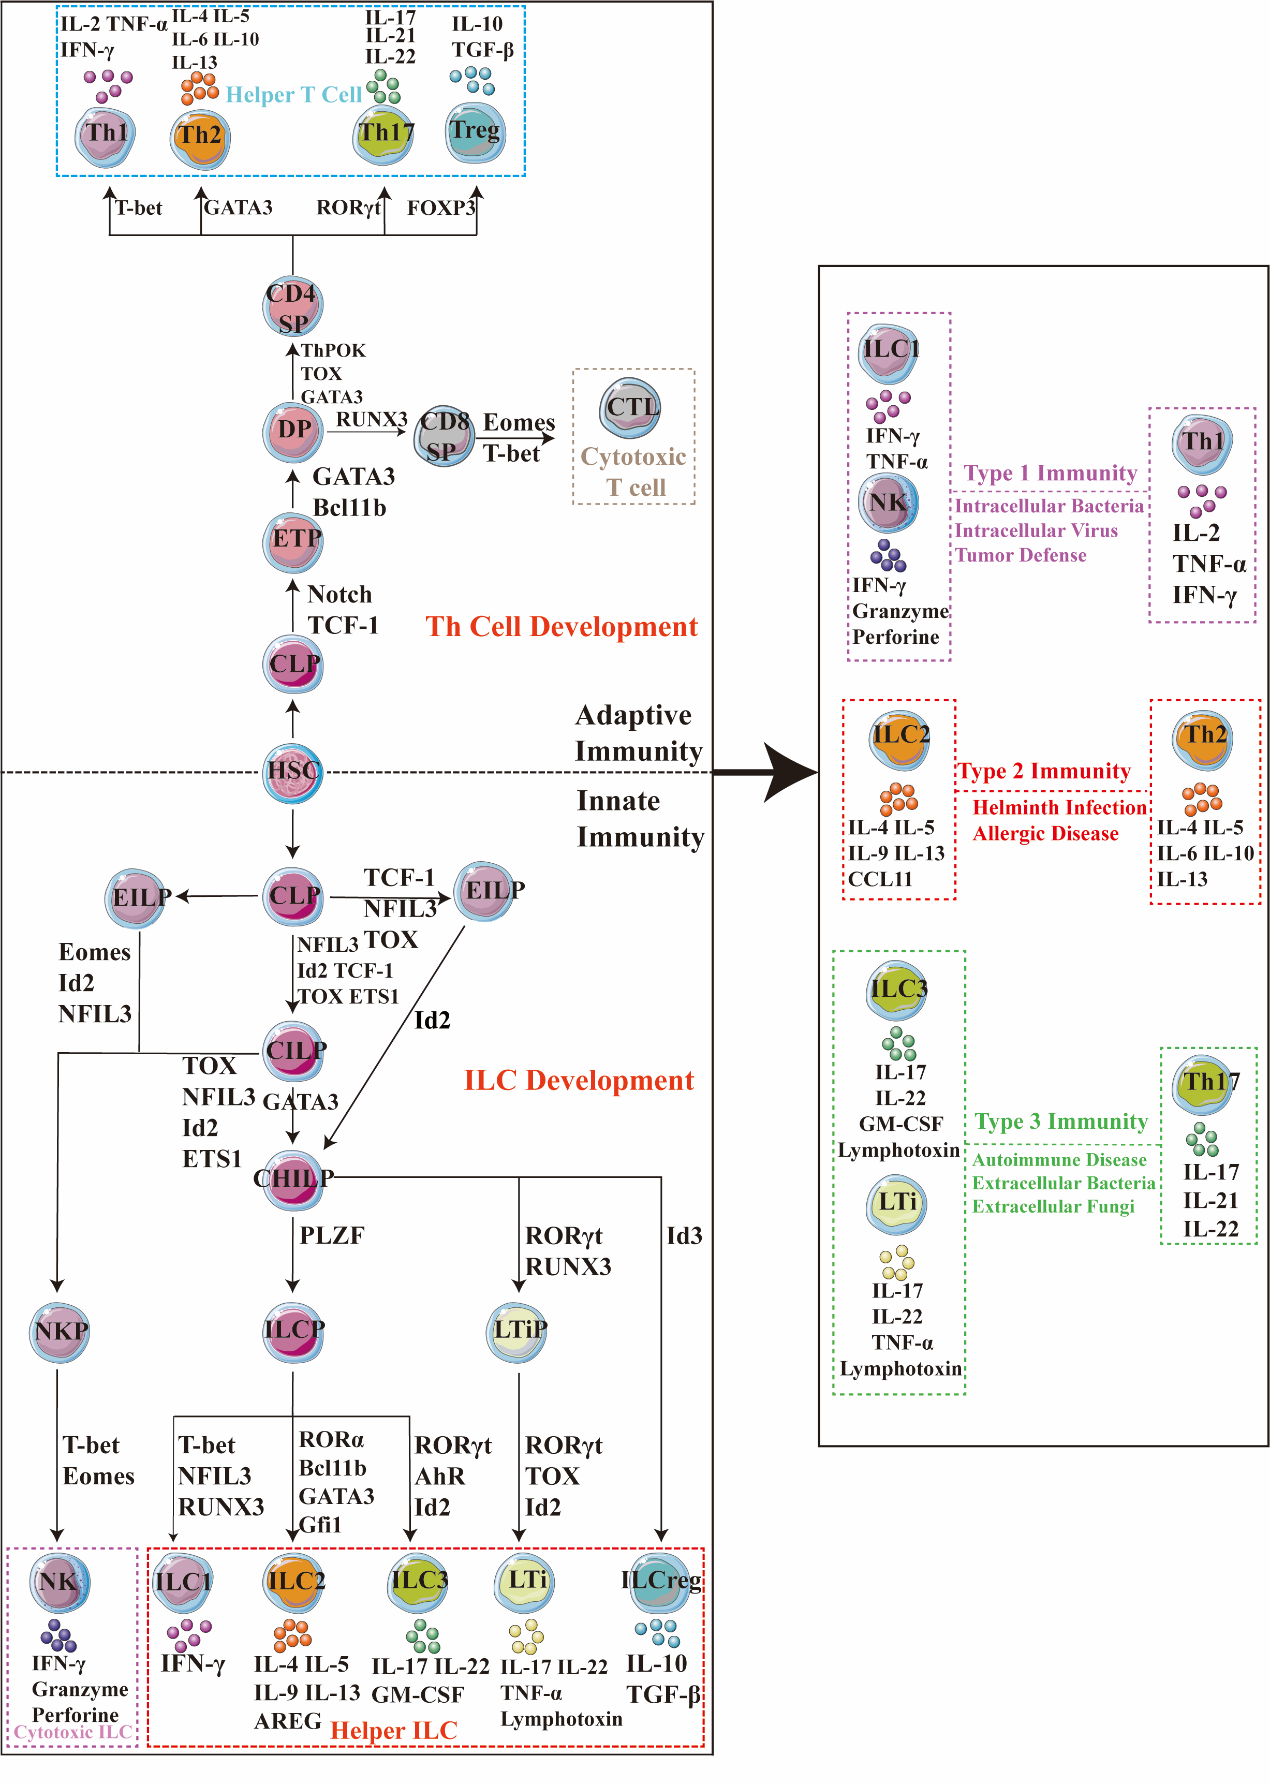 IL-2 TNF-α
IFN-γ
IL-4 IL-5
IL-6 IL-10
IL-13
IL-17
IL-21
IL-22
IL-10
TGF-β
Helper T Cell
Th1
Th2
Th17
Treg
T-bet
GATA3
RORγt
FOXP3
CD4
SP
ThPOK
TOX
GATA3
DP
RUNX3
CD8
SP
Eomes
T-bet
CTL
Cytotoxic
T cell
GATA3
Bcl11b
ETP
Notch
TCF-1
Th Cell Development
CLP
Adaptive
Immunity
HSC
Innate
Immunity
EILP
CLP
TCF-1
NFIL3
TOX
EILP
NFIL3
Id2 TCF-1
TOX ETS1
Eomes
Id2
NFIL3
Id2
CILP
TOX
NFIL3
Id2
ETS1
GATA3
ILC Development
CHILP
PLZF
RORγt
RUNX3
Id3
NKP
ILCP
LTiP
T-bet
Eomes
T-bet
NFIL3
RUNX3
RORα
Bcl11b
GATA3
Gfi1
RORγt
AhR
Id2
RORγt
TOX
Id2
NK
ILC1
ILC2
ILC3
LTi
ILCreg
IFN-γ
Granzyme
Perforine
Cytotoxic ILC
IFN-γ
IL-4 IL-5
IL-9 IL-13
AREG
IL-17 IL-22
GM-CSF
IL-17 IL-22
TNF-α
Lymphotoxin
IL-10
TGF-β
Helper ILC
ILC1
IFN-γ
TNF-α
NK
IFN-γ
Granzyme
Perforine
Type 1 Immunity
Intracellular Bacteria
Intracellular Virus
Tumor Defense
Th1
IL-2
TNF-α
IFN-γ
ILC2
IL-4 IL-5
IL-9 IL-13
CCL11
Type 2 Immunity
Helminth Infection
Allergic Disease
Th2
IL-4 IL-5
IL-6 IL-10
IL-13
ILC3
IL-17
IL-22
GM-CSF
Lymphotoxin
LTi
IL-17
IL-22
TNF-α
Lymphotoxin
Type 3 Immunity
Autoimmune Disease
Extracellular Bacteria
Extracellular Fungi
Th17
IL-17
IL-21
IL-22